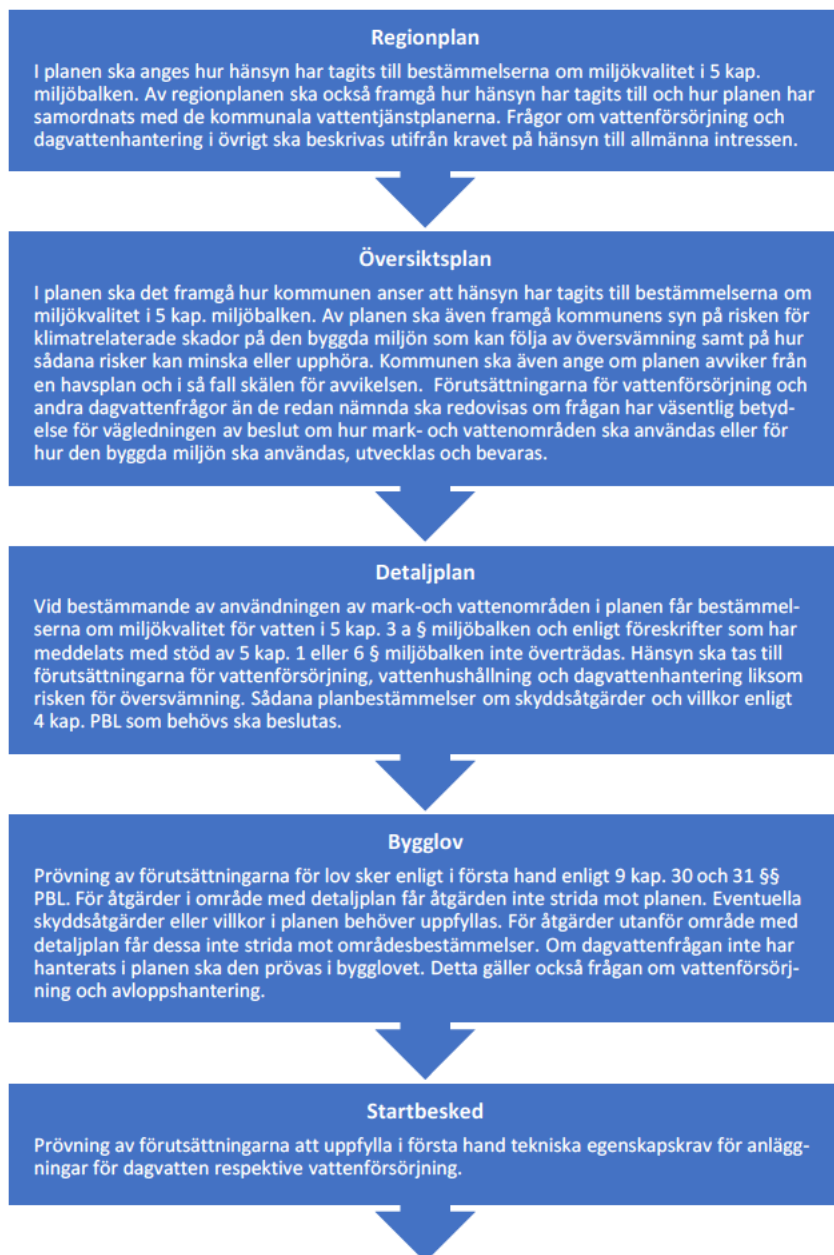 Regionplan
I planen ska anges hur hänsyn har tagits till bestämmelserna om miljökvalitet i 5 kap.
miljöbalken. Av regionplanen ska också framgå hur hänsyn har tagits till och hur planen har
samordnats med de kommunala vattentjänstplanerna. Frågor om vattenförsörjning och
dagvattenhantering i övrigt ska beskrivas utifrån kravet på hänsyn till allmänna intressen.
Översiktsplan
I planen ska det framgå hur kommunen anser att hänsyn har tagits till bestämmelserna om
miljökvalitet i 5 kap. miljöbalken. Av planen ska även framgå kommunens syn på risken för
klimatrelaterade skador på den byggda miljön som kan följa av översvämning samt på hur
sådana risker kan minska eller upphöra. Kommunen ska även ange om planen avviker från
en havsplan och i så fall skälen för avvikelsen. Förutsättningarna för vattenförsörjning och
andra dagvattenfrågor än de redan nämnda ska redovisas om frågan har väsentlig betyd-
else för vägledningen av beslut om hur mark- och vattenområden ska användas eller för
hur den byggda miljön ska användas, utvecklas och bevaras.
Detaljplan
Vid bestämmande av användningen av mark-och vattenområden i planen får bestämmel-
serna om miljökvalitet för vatten i 5 kap. 3 a § miljöbalken och enligt föreskrifter som har
meddelats med stöd av 5 kap. 1 eller 6 § miljöbalken inte överträdas. Hänsyn ska tas till
förutsättningarna för vattenförsörjning, vattenhushållning och dagvattenhantering liksom
risken för översvämning. Sådana planbestämmelser om skyddsåtgärder och villkor enligt
4 kap. PBL som behövs ska beslutas.
Bygglov
Prövning av förutsättningarna för lov sker enligt i första hand enligt 9 kap. 30 och 31 §§
PBL. För åtgärder i område med detaljplan får åtgärden inte strida mot planen. Eventuella
skyddsåtgärder eller villkor i planen behöver uppfyllas. För åtgärder utanför område med
detaljplan får dessa inte strida mot områdesbestämmelser. Om dagvattenfrågan inte har
hanterats i planen ska den prövas i bygglovet. Detta gäller också frågan om vattenförsörj-
ning och avloppshantering.
Startbesked
Prövning av förutsättningarna att uppfylla i första hand tekniska egenskapskrav för anlägg-
ningar för dagvatten respektive vattenförsörjning.